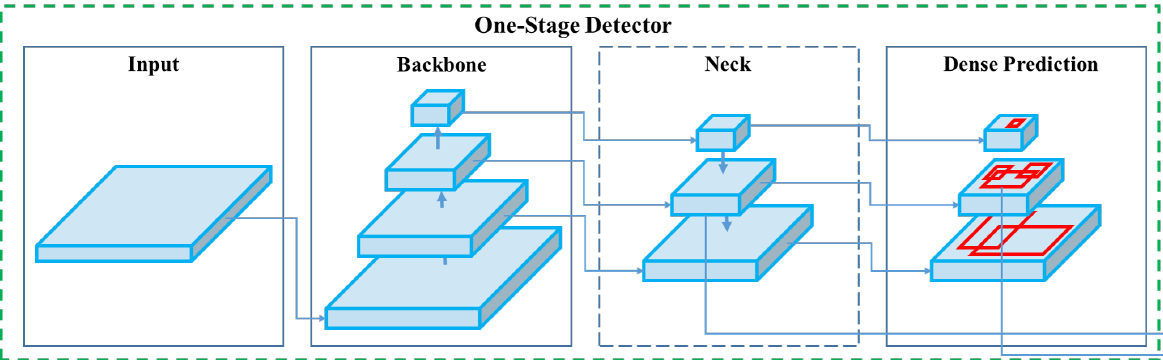 One-Stage Detector
Input
Backbone
Neck
Dense Prediction